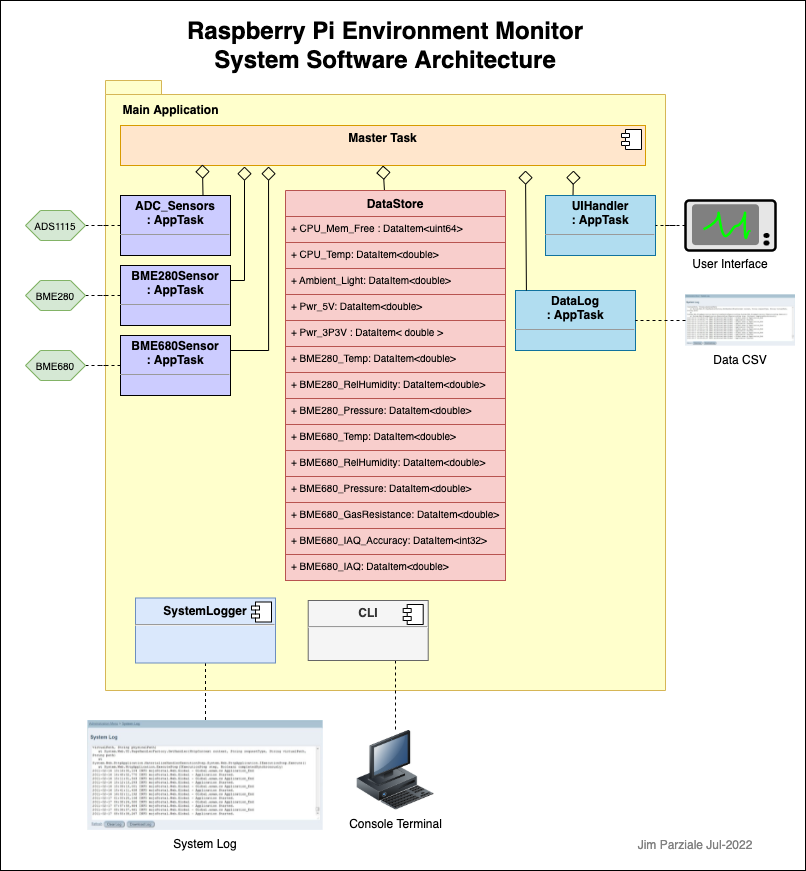 Raspberry Pi Environment Monitor
System Software Architecture
Main Application
Master Task
ADC_Sensors
: AppTask
ADS1115
BME280Sensor
: AppTask
BME280
BME680Sensor
: AppTask
BME680
DataStore
+ CPU_Mem_Free : DataItem<uint64>
+ CPU_Temp: DataItem<double>
+ Ambient_Light: DataItem<double>
+ Pwr_5V: DataItem<double>
+ Pwr_3P3V : DataItem< double >
+ BME280_Temp: DataItem<double>
+ BME280_RelHumidity: DataItem<double>
+ BME280_Pressure: DataItem<double>
+ BME680_Temp: DataItem<double>
+ BME680_RelHumidity: DataItem<double>
+ BME680_Pressure: DataItem<double>
+ BME680_GasResistance: DataItem<double>
+ BME680_IAQ_Accuracy: DataItem<int32>
+ BME680_IAQ: DataItem<double>
UIHandler
: AppTask
User Interface
DataLog
: AppTask
Data CSV
SystemLogger
CLI
System Log
System Log
Console Terminal
Jim Parziale Jul-2022